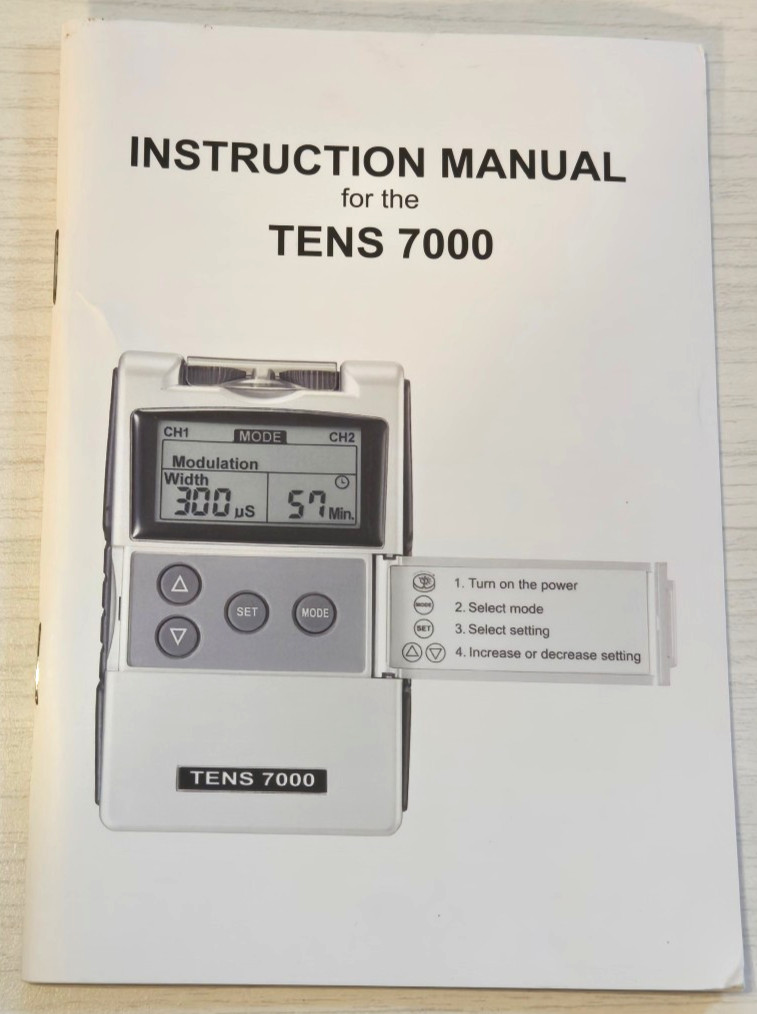 INSTRUCTION MANUAL
for the
TENS 7000
CH1 MODE CH2
Modulation
Width
300 µS 57 Min.
SET MODE
1. Turn on the power
MODE 2. Select mode
SET 3. Select setting
4. Increase or decrease setting
TENS 7000